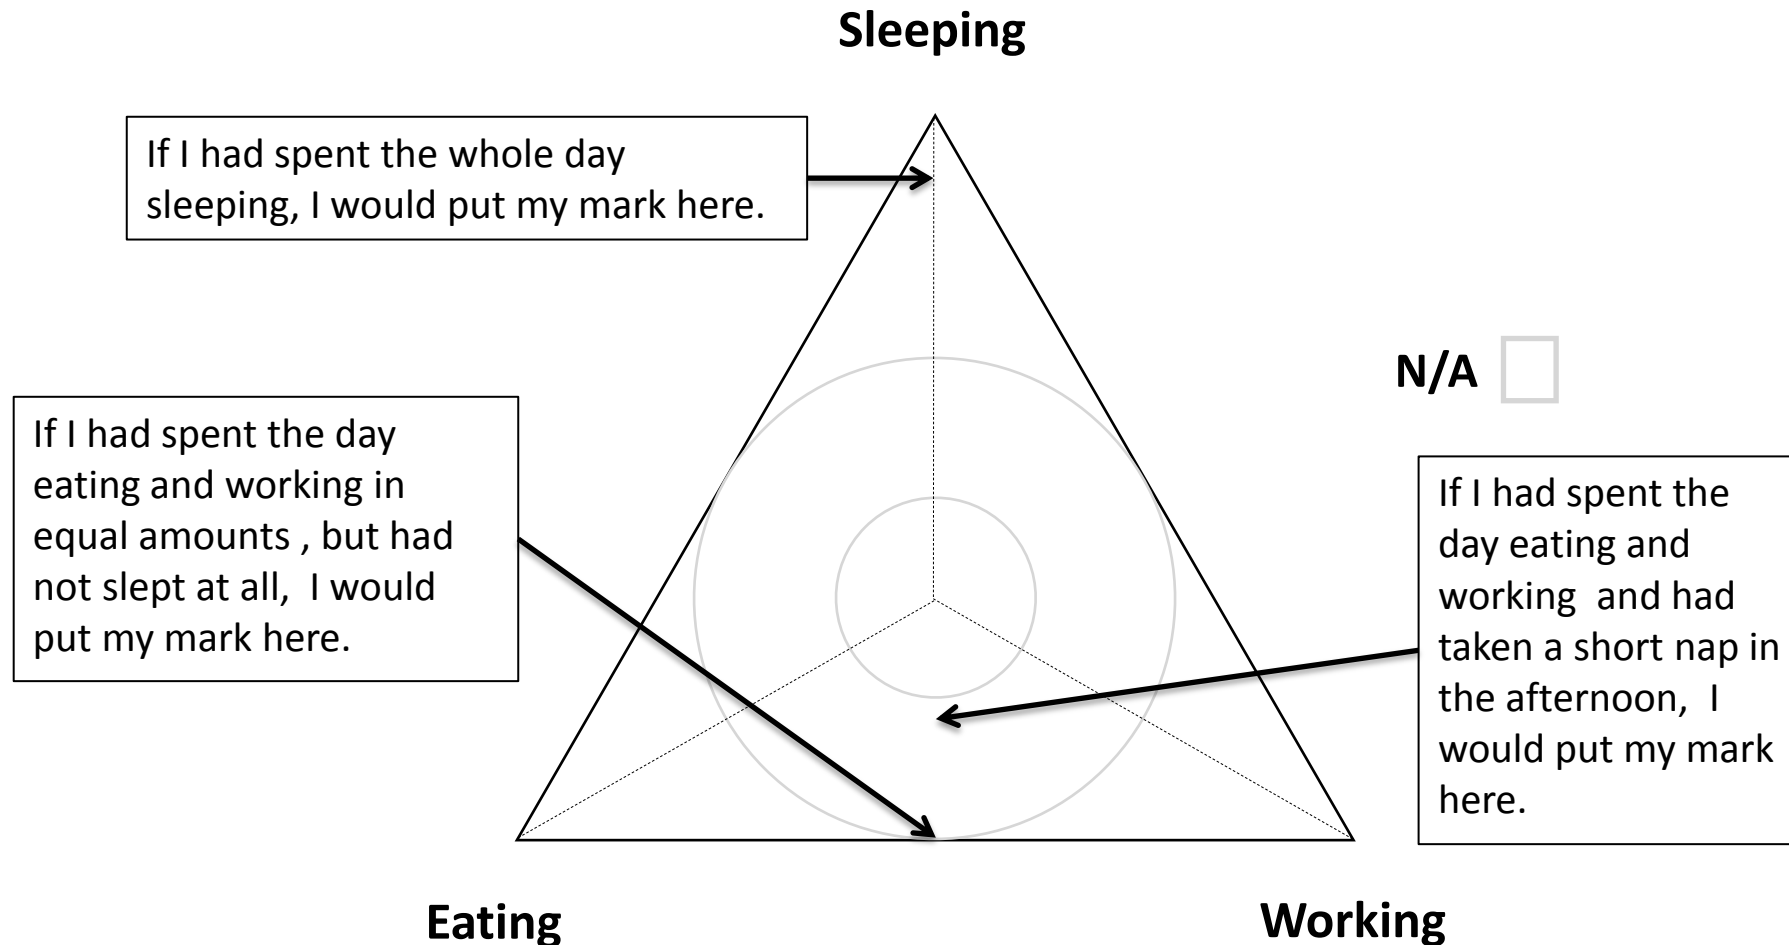 Sleeping
If I had spent the whole day
sleeping, I would put my mark here.
N/A
If I had spent the day
eating and working in
equal amounts , but had
not slept at all,  I would
put my mark here.
If I had spent the
day eating and
working  and had
taken a short nap in
the afternoon,  I
would put my mark
here.
Eating
Working